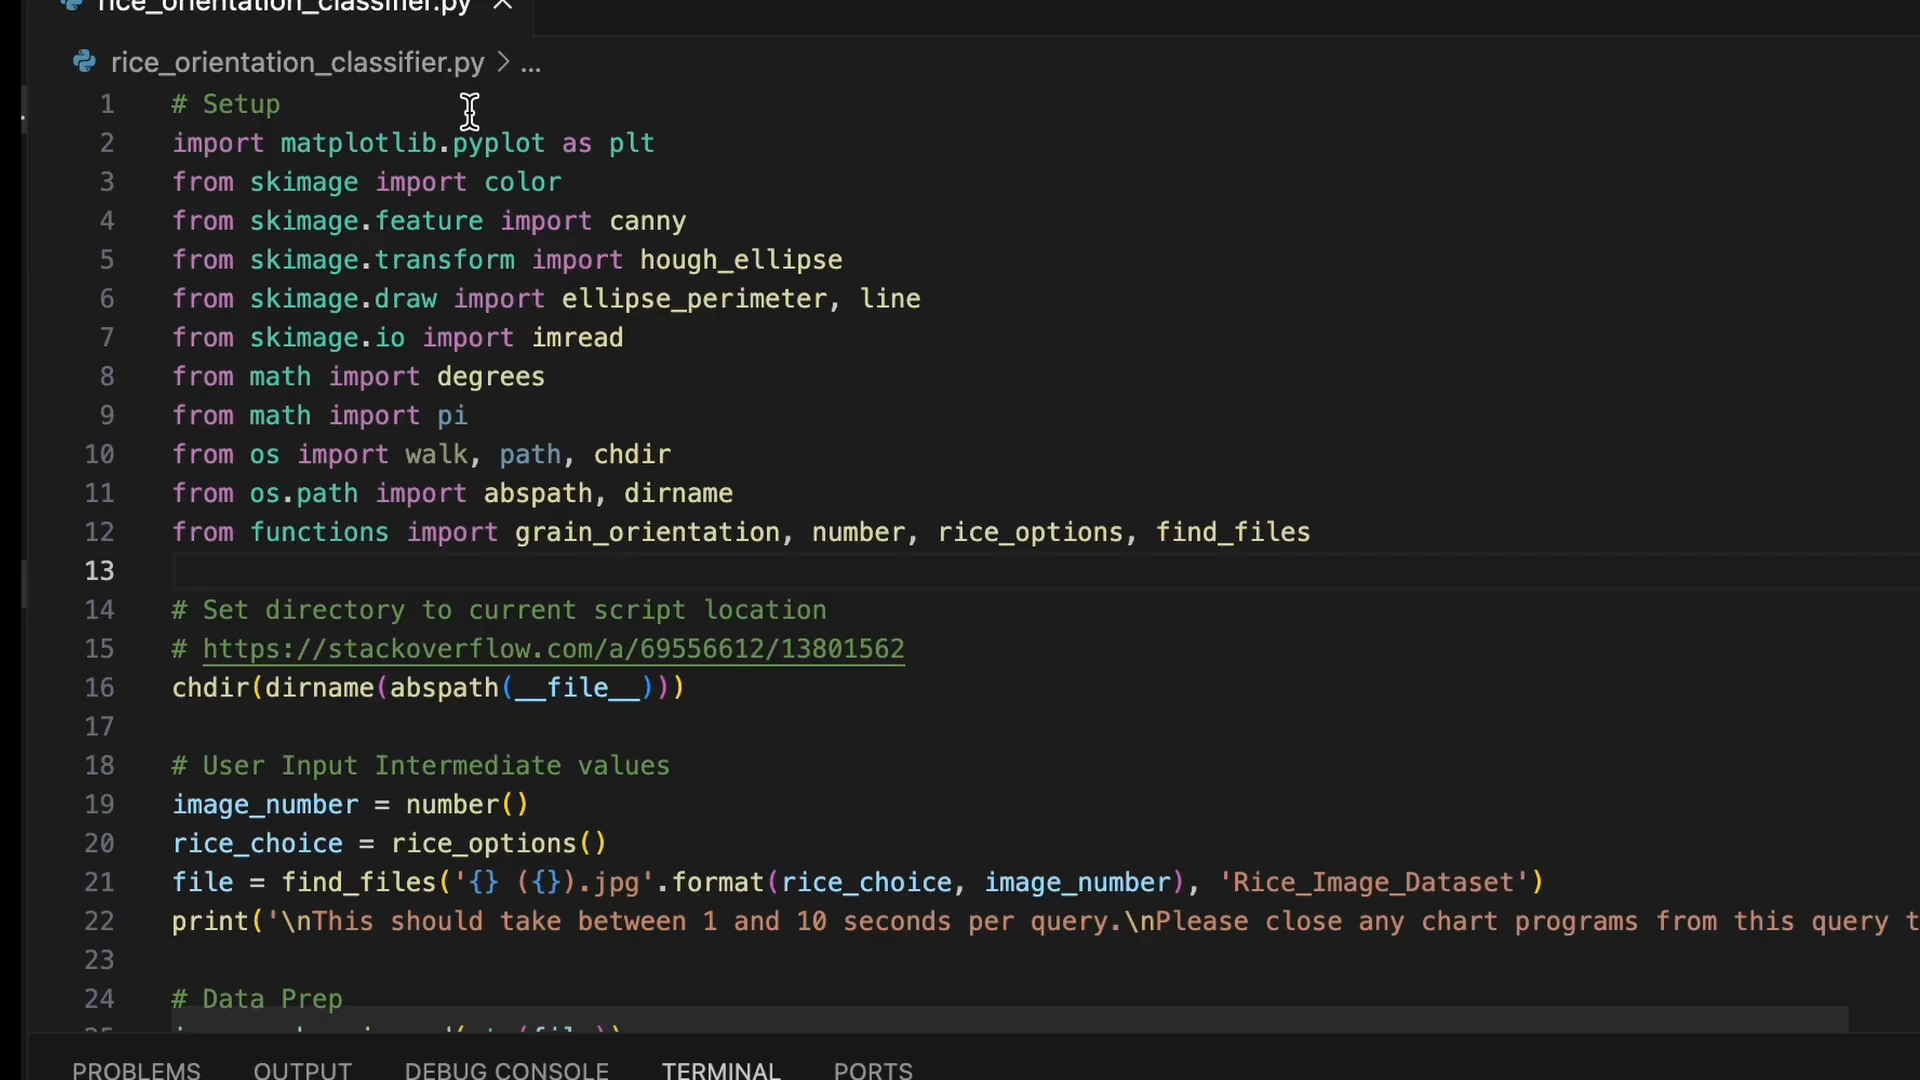 rice_orientation_classifier.py ×
rice_orientation_classifier.py > ...
1 # Setup
2 import matplotlib.pyplot as plt
3 from skimage import color
4 from skimage.feature import canny
5 from skimage.transform import hough_ellipse
6 from skimage.draw import ellipse_perimeter, line
7 from skimage.io import imread
8 from math import degrees
9 from math import pi
10 from os import walk, path, chdir
11 from os.path import abspath, dirname
12 from functions import grain_orientation, number, rice_options, find_files
13
14 # Set directory to current script location
15 # https://stackoverflow.com/a/69556612/13801562
16 chdir(dirname(abspath(__file__)))
17
18 # User Input Intermediate values
19 image_number = number()
20 rice_choice = rice_options()
21 file = find_files('{} ({}).jpg'.format(rice_choice, image_number), 'Rice_Image_Dataset')
22 print('\nThis should take between 1 and 10 seconds per query.\nPlease close any chart programs from this query t
23
24 # Data Prep
PROBLEMS OUTPUT DEBUG CONSOLE TERMINAL PORTS